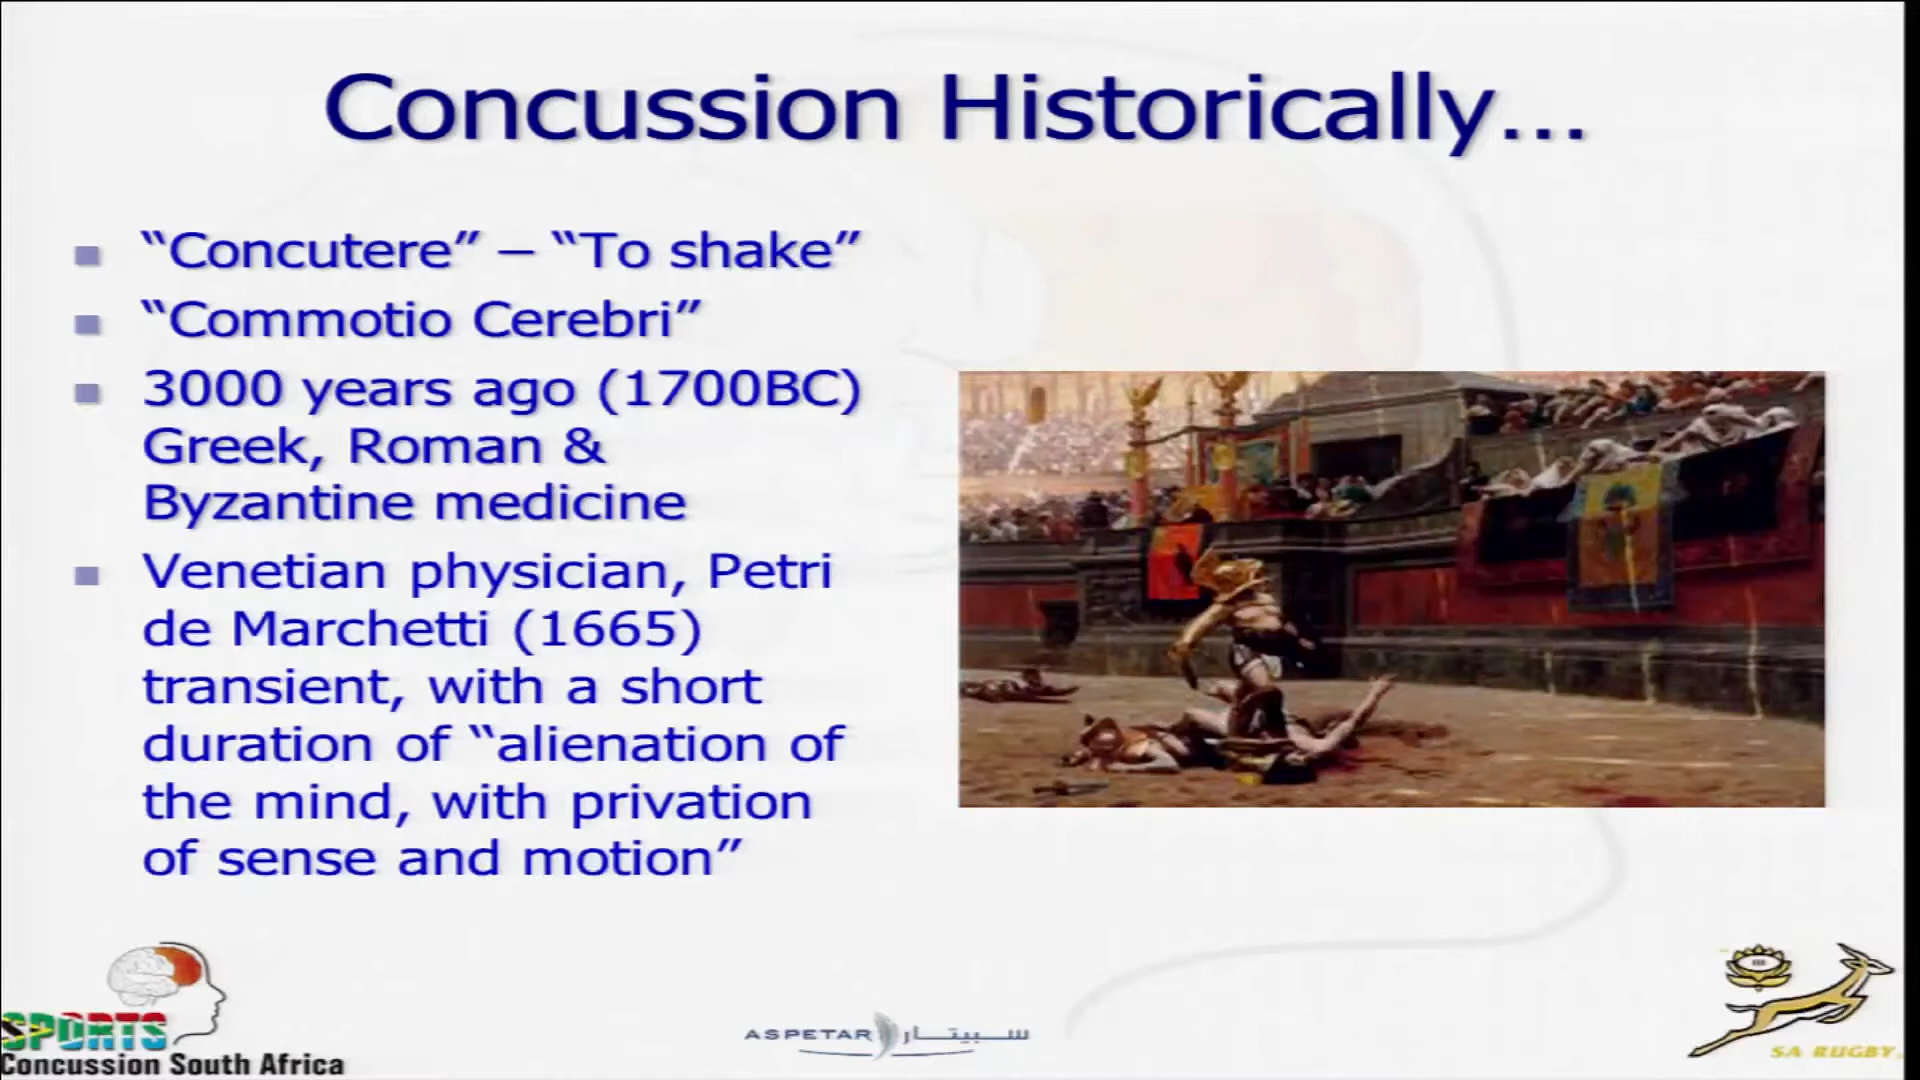 Concussion Historically...
“Concutere” – “To shake”
“Commotio Cerebri”
3000 years ago (1700BC)
Greek, Roman &
Byzantine medicine
Venetian physician, Petri
de Marchetti (1665)
transient, with a short
duration of “alienation of
the mind, with privation
of sense and motion”
SPORTS
Concussion South Africa
ASPETAR سبيتار
SA RUGBY